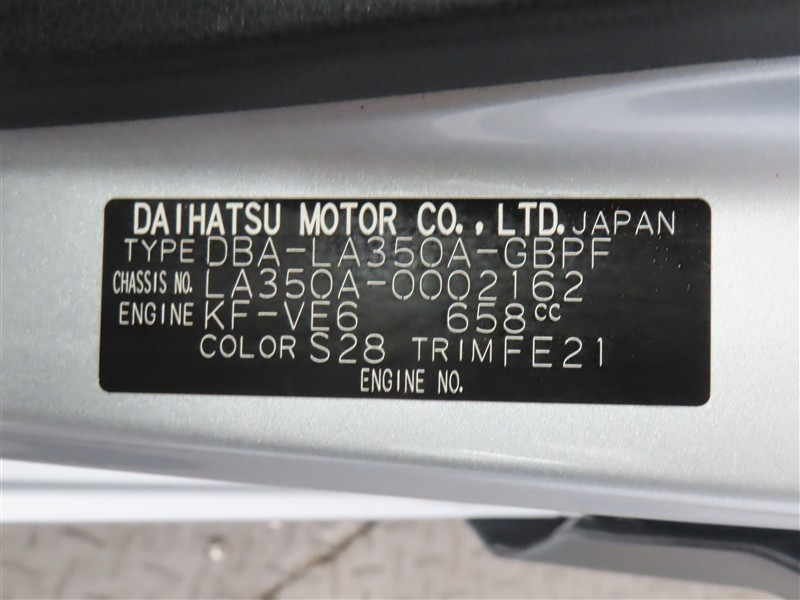 DAIHATSU MOTOR CO., LTD. JAPAN
TYPE DBA-LA350A-GBPF
CHASSIS NO. LA350A-0002162
ENGINE KF-VE6 658cc
COLOR S28 TRIM FE21
ENGINE NO.